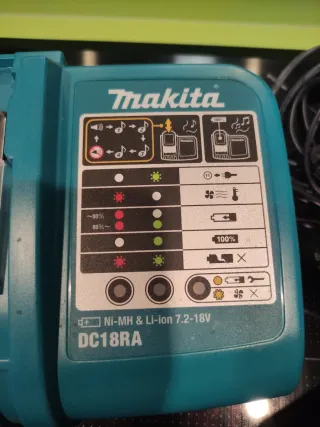 makita
~80%
80%~
100%
Ni-MH & Li-ion 7.2-18V
DC18RA